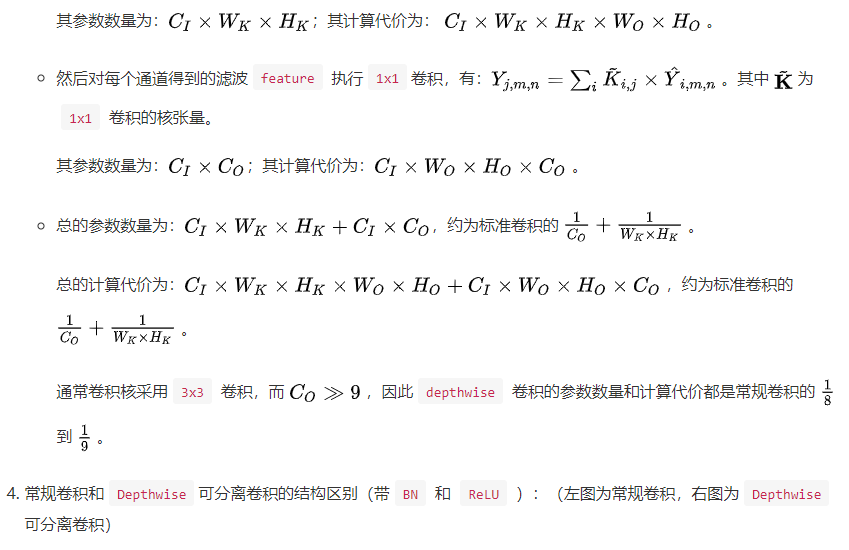 其参数数量为：$C_I \times W_K \times H_K$；其计算代价为：$C_I \times W_K \times H_K \times W_O \times H_O$ 。
然后对每个通道得到的滤波 feature 执行 1x1 卷积，有：$Y_{j,m,n} = \sum_i \tilde{K}_{i,j} \times \hat{Y}_{i,m,n}$ 。其中 $\tilde{\mathbf{K}}$ 为
1x1 卷积的核张量。
其参数数量为：$C_I \times C_O$；其计算代价为：$C_I \times W_O \times H_O \times C_O$ 。
总的参数数量为：$C_I \times W_K \times H_K + C_I \times C_O$，约为标准卷积的 $\frac{1}{C_O} + \frac{1}{W_K \times H_K}$ 。
总的计算代价为：$C_I \times W_K \times H_K \times W_O \times H_O + C_I \times W_O \times H_O \times C_O$ ，约为标准卷积的
$\frac{1}{C_O} + \frac{1}{W_K \times H_K}$ 。
通常卷积核采用 3x3 卷积，而 $C_O \gg 9$ ，因此 depthwise 卷积的参数数量和计算代价都是常规卷积的 $\frac{1}{8}$
到 $\frac{1}{9}$ 。
4. 常规卷积和 Depthwise 可分离卷积的结构区别（带 BN 和 ReLU ）：（左图为常规卷积，右图为 Depthwise
可分离卷积）